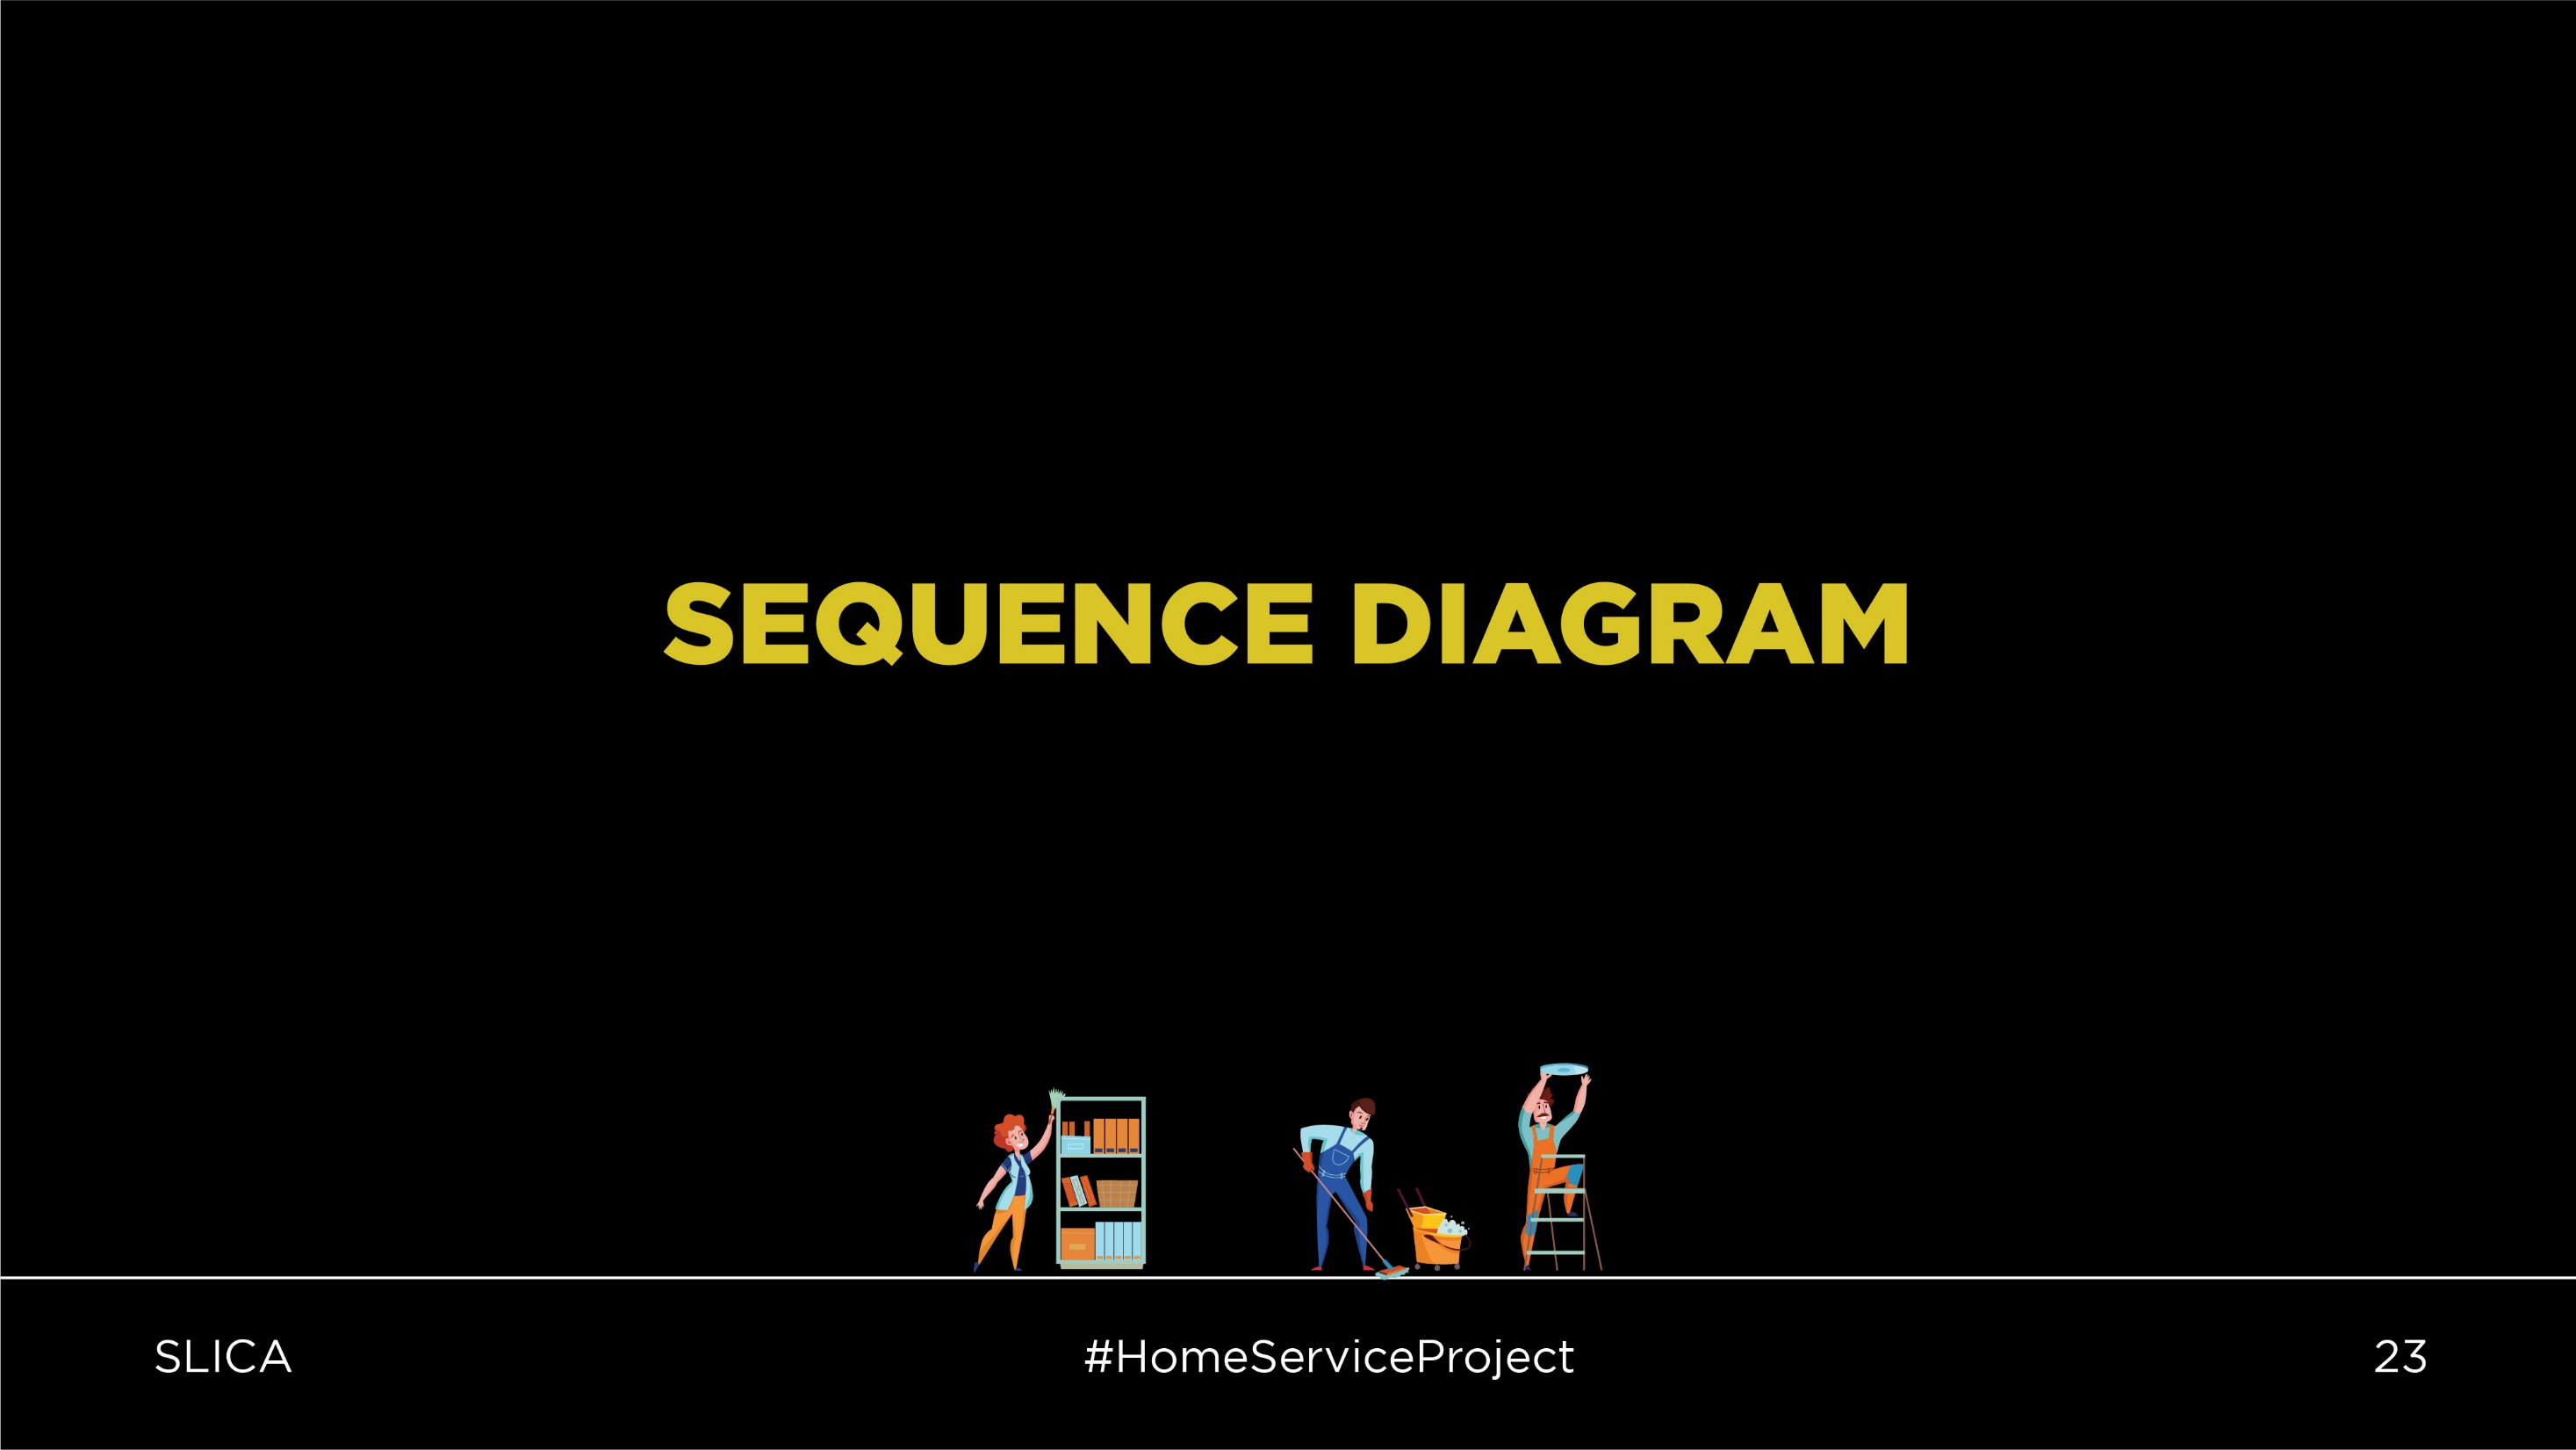 SEQUENCE DIAGRAM
SLICA
#HomeServiceProject
23